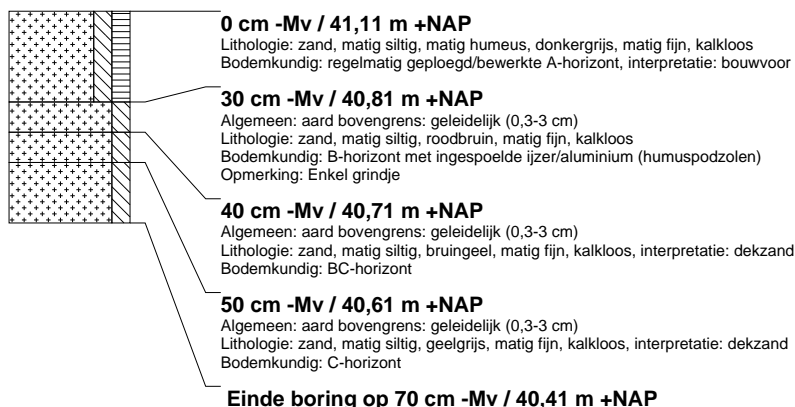 0 cm -Mv / 41,11 m +NAP
Lithologie: zand, matig siltig, matig humeus, donkergrijs, matig fijn, kalkloos
Bodemkundig: regelmatig geploegd/bewerkte A-horizont, interpretatie: bouwvoor
30 cm -Mv / 40,81 m +NAP
Algemeen: aard bovengrens: geleidelijk (0,3-3 cm)
Lithologie: zand, matig siltig, roodbruin, matig fijn, kalkloos
Bodemkundig: B-horizont met ingespoelde ijzer/aluminium (humuspodzolen)
Opmerking: Enkel grindje
40 cm -Mv / 40,71 m +NAP
Algemeen: aard bovengrens: geleidelijk (0,3-3 cm)
Lithologie: zand, matig siltig, bruingeel, matig fijn, kalkloos, interpretatie: dekzand
Bodemkundig: BC-horizont
50 cm -Mv / 40,61 m +NAP
Algemeen: aard bovengrens: geleidelijk (0,3-3 cm)
Lithologie: zand, matig siltig, geelgrijs, matig fijn, kalkloos, interpretatie: dekzand
Bodemkundig: C-horizont
Einde boring op 70 cm -Mv / 40,41 m +NAP